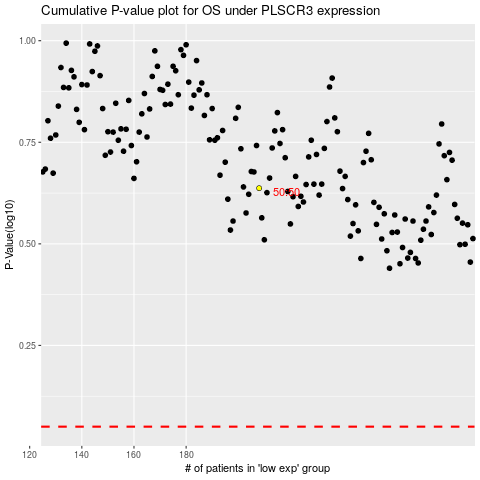 Cumulative P-value plot for OS under PLSCR3 expression
1.00
0.75
0.50
0.25
P-Value(log10)
50:50
120 140 160 180
# of patients in 'low exp' group